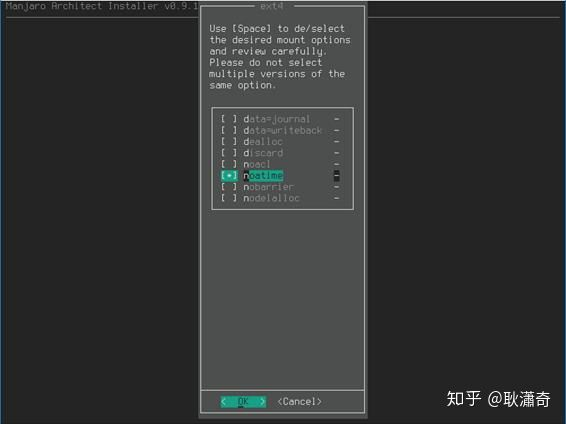 Manjaro Architect Installer v0.9.1
ext4
Use [Space] to de/select
the desired mount options
and review carefully.
Please do not select
multiple versions of the
same option.
[ ] data=journal -
[ ] data=writeback -
[ ] dealloc -
[ ] discard -
[ ] noacl -
[*] noatime -
[ ] nobarrier -
[ ] nodelalloc -
< OK > <Cancel>
知乎 @耿瀟奇